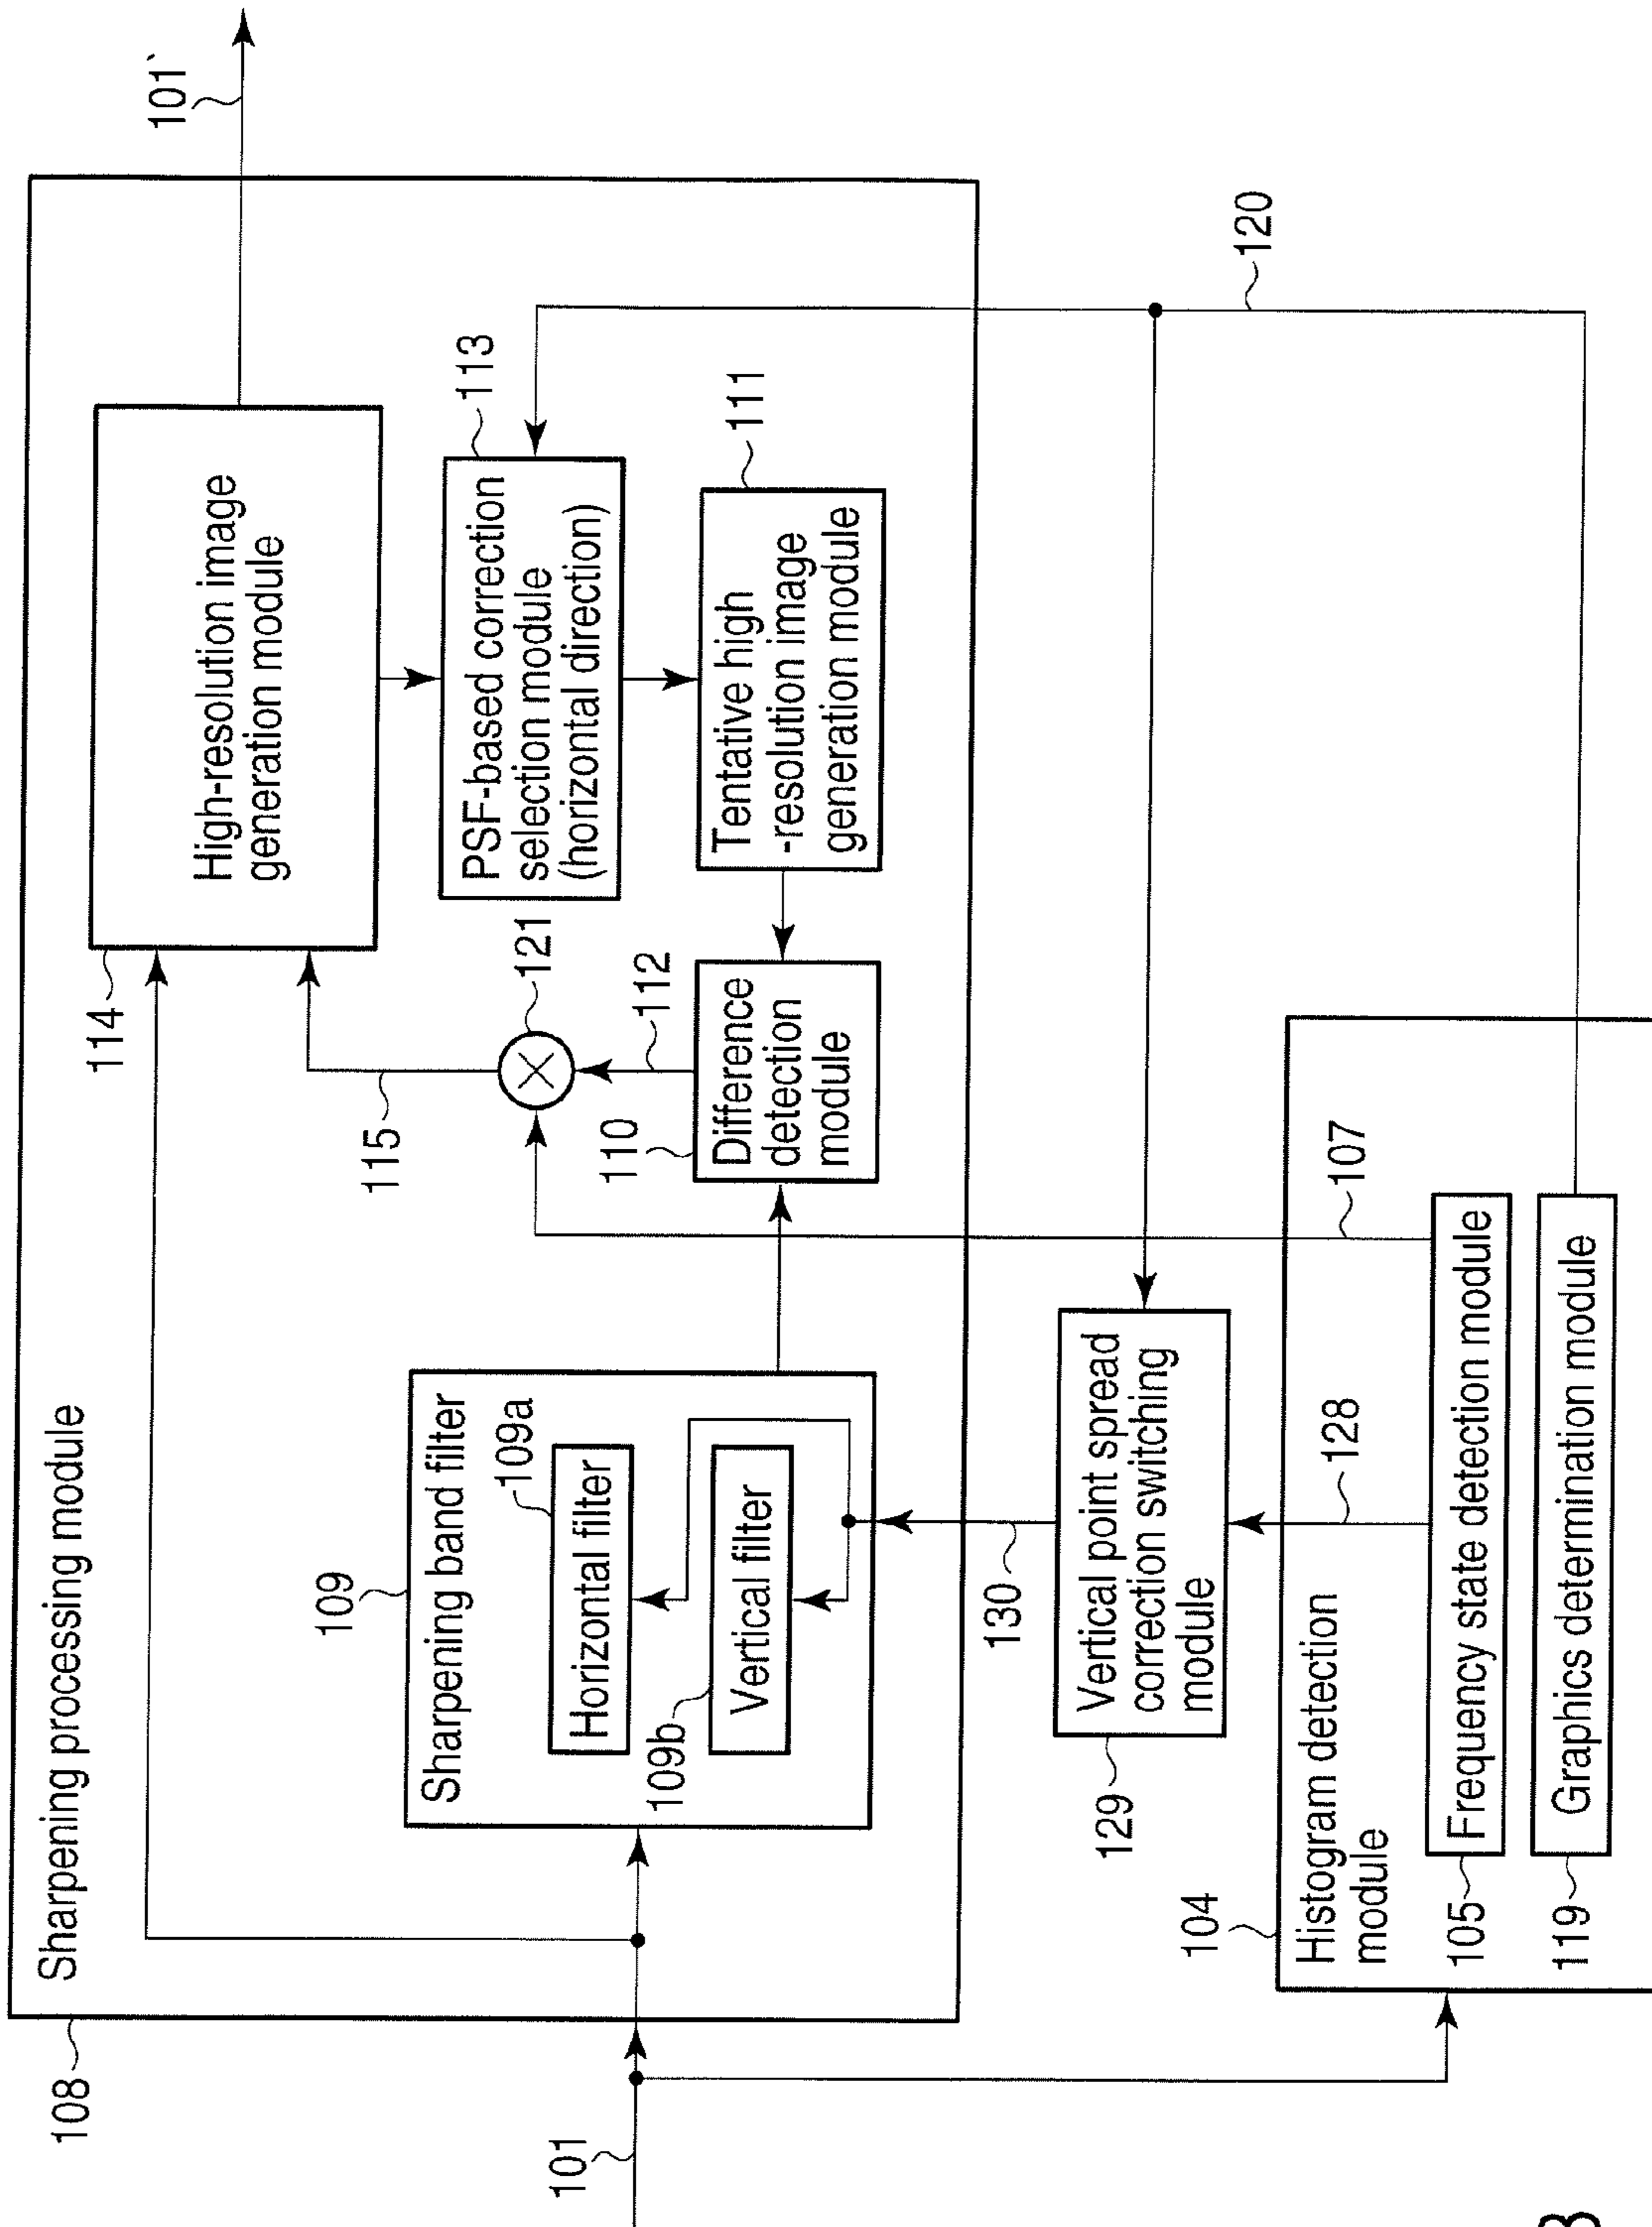 Sharpening processing module
108
101
101`
114
High-resolution image
generation module
115
121
112
113
PSF-based correction
selection module
(horizontal direction)
111
Tentative high
-resolution image
generation module
110
Difference
detection
module
109
Sharpening band filter
109a
Horizontal filter
109b
Vertical filter
130
129
Vertical point spread
correction switching
module
128
107
120
104
Histogram detection
module
105
Frequency state detection module
119
Graphics determination module